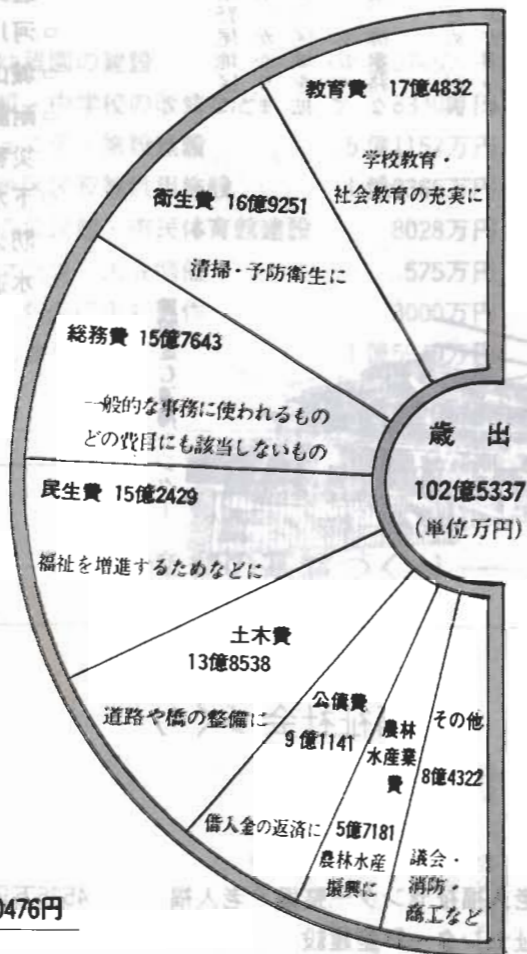 教育費 17億4832
学校教育・
社会教育の充実に
衛生費 16億9251
清掃・予防衛生に
総務費 15億7643
一般的な事務に使われるもの
どの費目にも該当しないもの
民生費 15億2429
福祉を増進するためなどに
土木費
13億8538
道路や橋の整備に
公債費
9億1141
借入金の返済に
農林
水産業
費
5億7181
農林水産
振興に
その他
8億4322
議会・
消防・
商工など
歳出
102億5337
(単位万円)
0476円